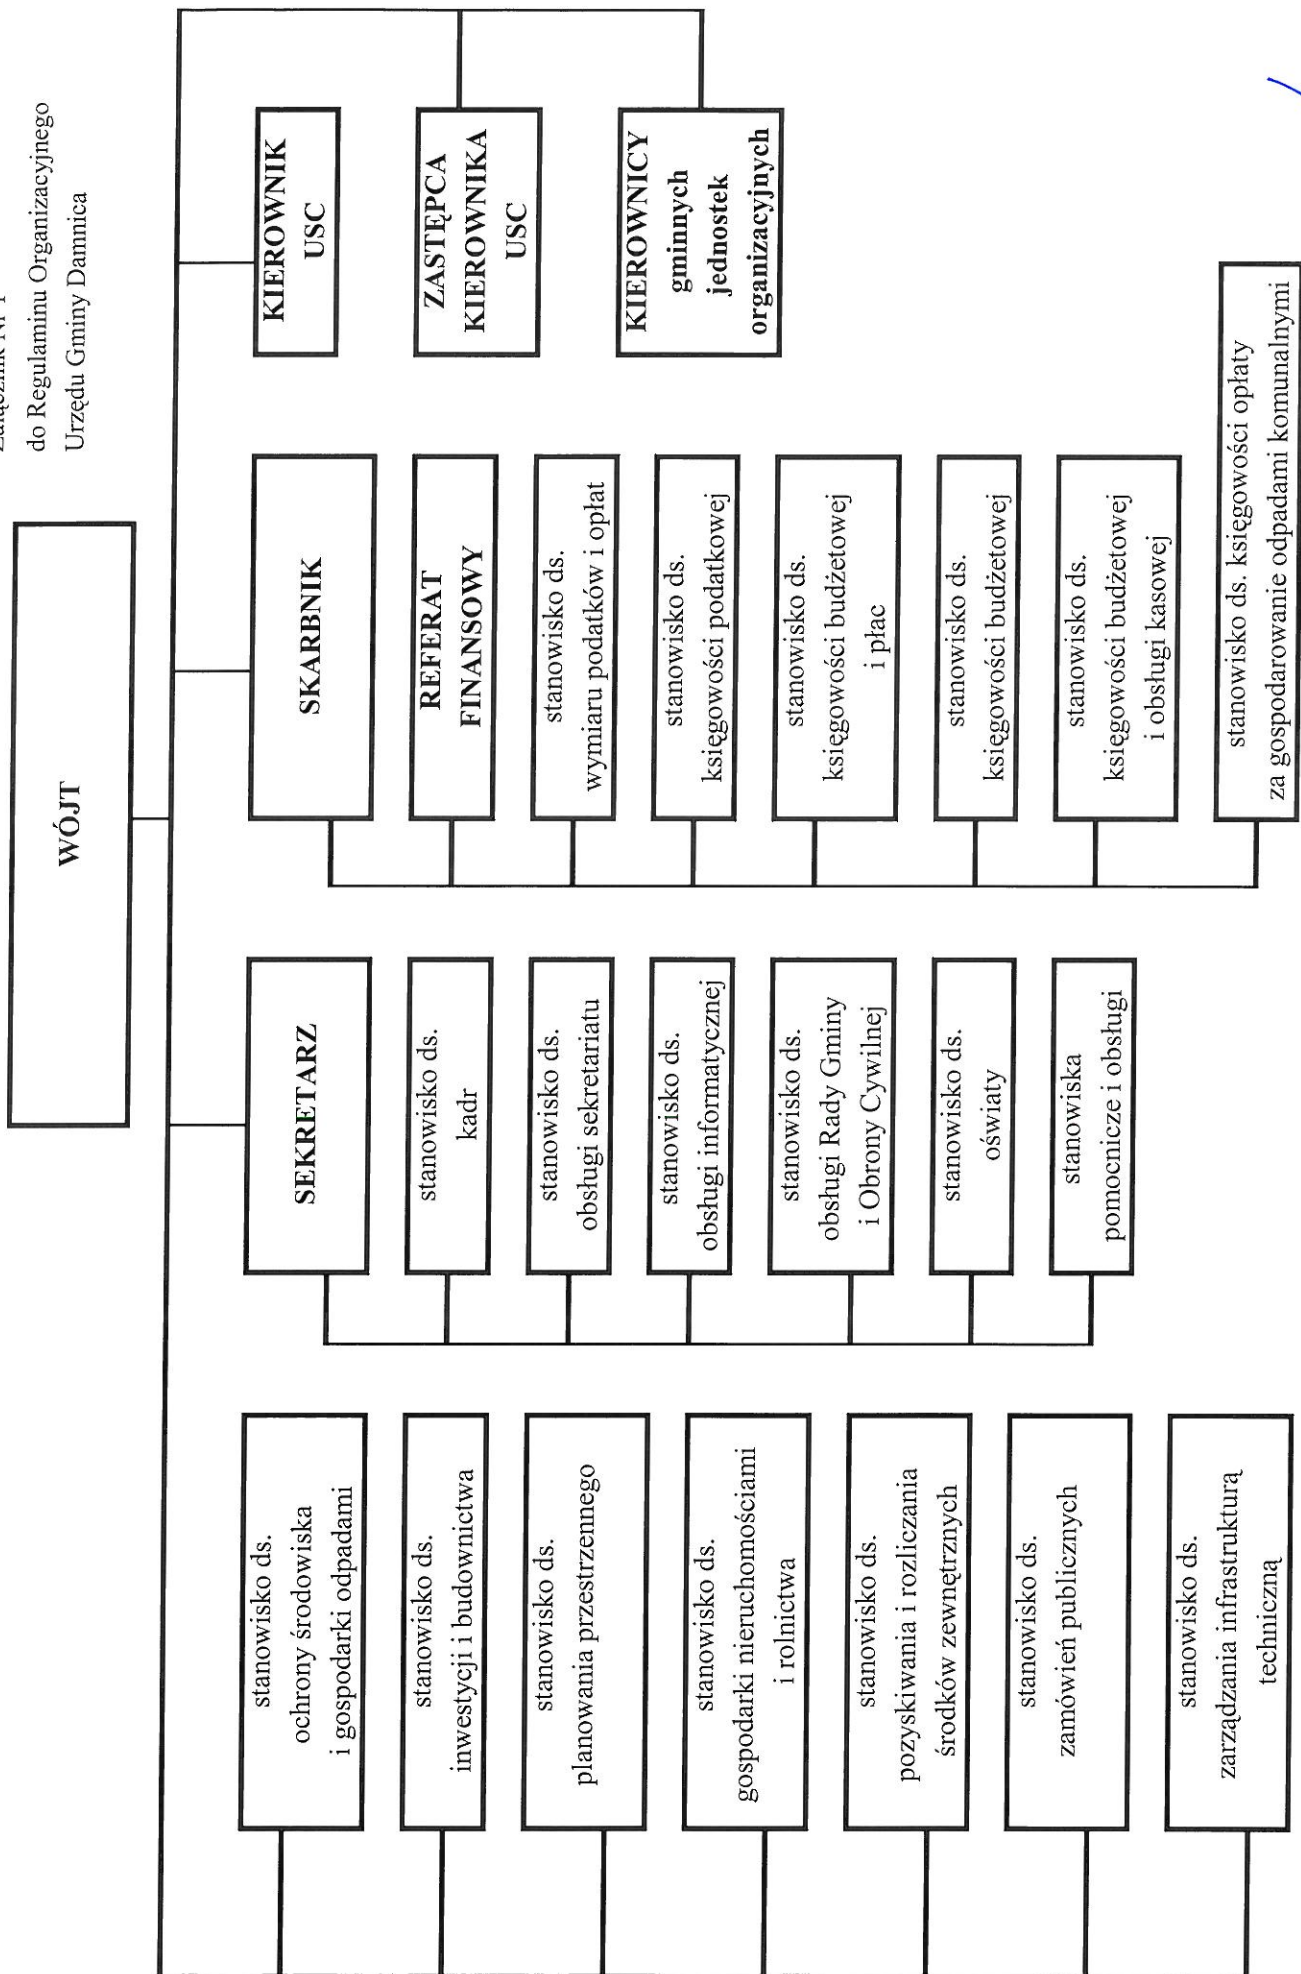 do Regulaminu Organizacyjnego
Urzędu Gminy Damnica
WÓJT
stanowisko ds.
ochrony środowiska
i gospodarki odpadami
stanowisko ds.
inwestycji i budownictwa
stanowisko ds.
planowania przestrzennego
stanowisko ds.
gospodarki nieruchomościami
i rolnictwa
stanowisko ds.
pozyskiwania i rozliczania
środków zewnętrznych
stanowisko ds.
zamówień publicznych
stanowisko ds.
zarządzania infrastrukturą
techniczną
SEKRETARZ
stanowisko ds.
kadr
stanowisko ds.
obsługi sekretariatu
stanowisko ds.
obsługi informatycznej
stanowisko ds.
obsługi Rady Gminy
i Obrony Cywilnej
stanowisko ds.
oświaty
stanowiska
pomocnicze i obsługi
SKARBNIK
REFERAT
FINANSOWY
stanowisko ds.
wymiaru podatków i opłat
stanowisko ds.
księgowości podatkowej
stanowisko ds.
księgowości budżetowej
i płac
stanowisko ds.
księgowości budżetowej
stanowisko ds.
księgowości budżetowej
i obsługi kasowej
stanowisko ds. księgowości opłaty
za gospodarowanie odpadami komunalnymi
KIEROWNIK
USC
ZASTĘPCA
KIEROWNIKA
USC
KIEROWNICY
gminnych
jednostek
organizacyjnych